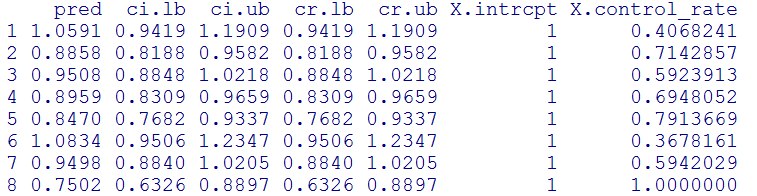 pred ci.lb ci.ub cr.lb cr.ub X.intrcpt X.control_rate
1 1.0591 0.9419 1.1909 0.9419 1.1909 1 0.4068241
2 0.8858 0.8188 0.9582 0.8188 0.9582 1 0.7142857
3 0.9508 0.8848 1.0218 0.8848 1.0218 1 0.5923913
4 0.8959 0.8309 0.9659 0.8309 0.9659 1 0.6948052
5 0.8470 0.7682 0.9337 0.7682 0.9337 1 0.7913669
6 1.0834 0.9506 1.2347 0.9506 1.2347 1 0.3678161
7 0.9498 0.8840 1.0205 0.8840 1.0205 1 0.5942029
8 0.7502 0.6326 0.8897 0.6326 0.8897 1 1.0000000